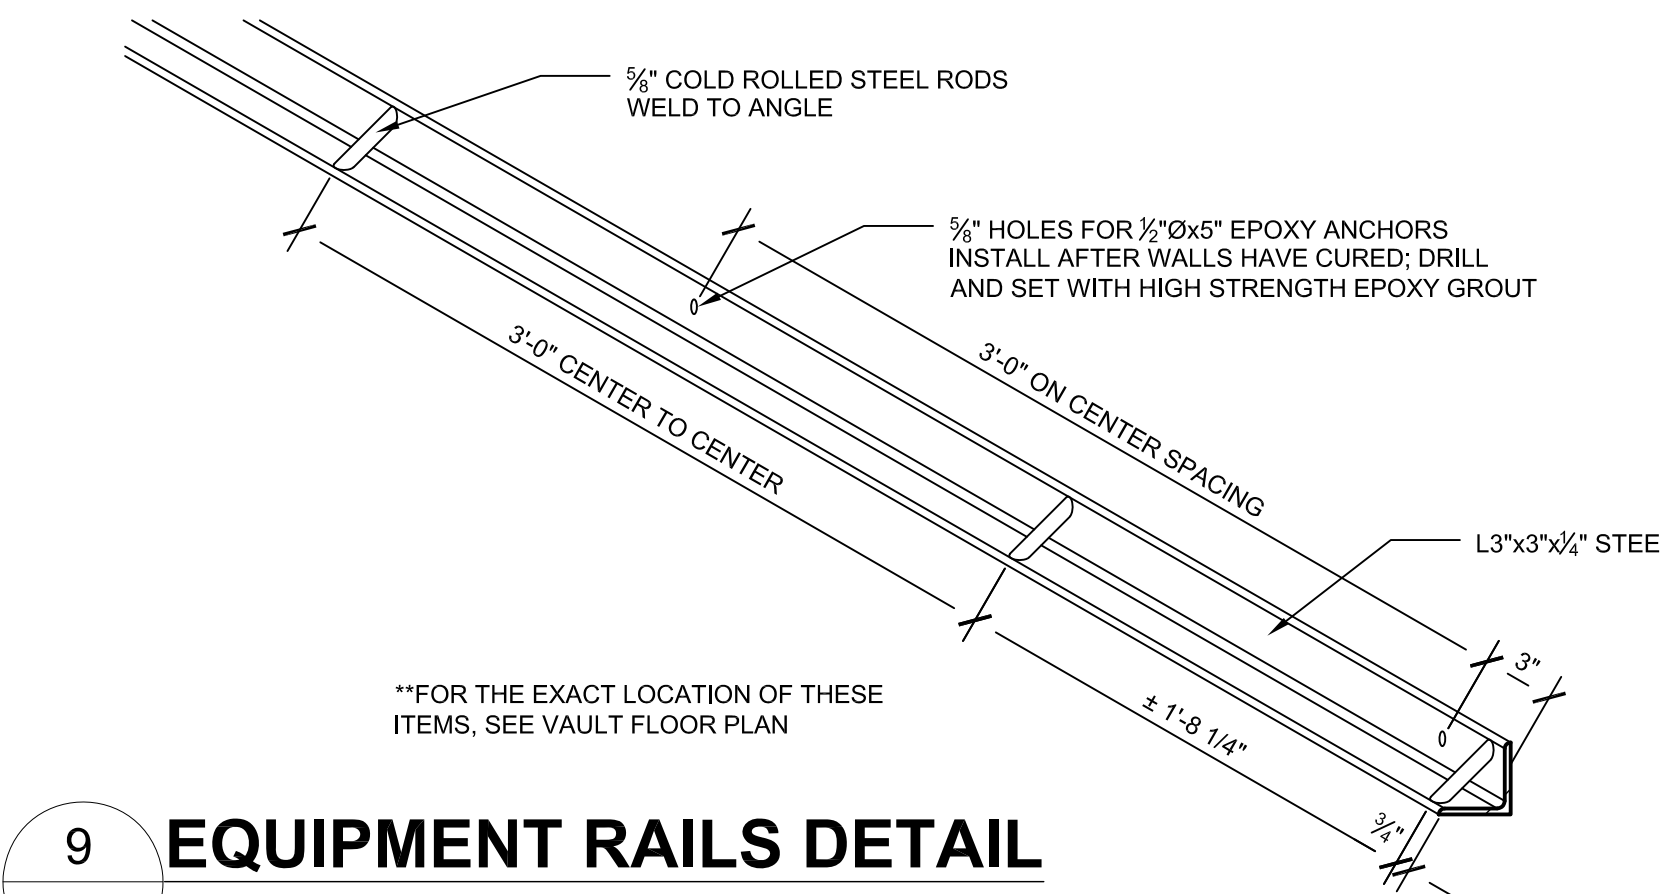 ⅝" COLD ROLLED STEEL RODS
WELD TO ANGLE
⅝" HOLES FOR ½"Øx5" EPOXY ANCHORS
INSTALL AFTER WALLS HAVE CURED; DRILL
AND SET WITH HIGH STRENGTH EPOXY GROUT
3'-0" CENTER TO CENTER
3'-0" ON CENTER SPACING
L3"x3"x¼" STEE
3"
**FOR THE EXACT LOCATION OF THESE
ITEMS, SEE VAULT FLOOR PLAN
± 1'-8 1/4"
¾"
9
EQUIPMENT RAILS DETAIL